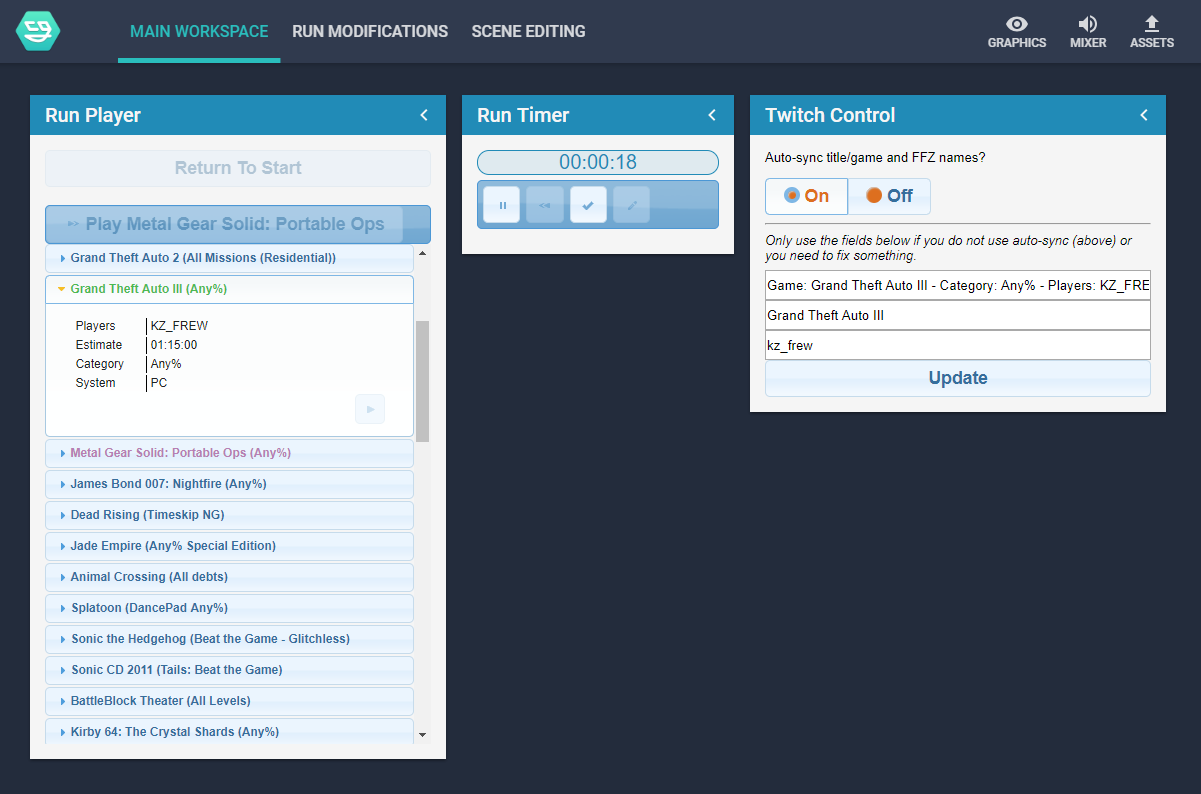 MAIN WORKSPACE
RUN MODIFICATIONS
SCENE EDITING
GRAPHICS
MIXER
ASSETS
Run Player
Return To Start
Play Metal Gear Solid: Portable Ops
Grand Theft Auto 2 (All Missions (Residential))
Grand Theft Auto III (Any%)
Players KZ_FREW
Estimate 01:15:00
Category Any%
System PC
Metal Gear Solid: Portable Ops (Any%)
James Bond 007: Nightfire (Any%)
Dead Rising (Timeskip NG)
Jade Empire (Any% Special Edition)
Animal Crossing (All debts)
Splatoon (DancePad Any%)
Sonic the Hedgehog (Beat the Game - Glitchless)
Sonic CD 2011 (Tails: Beat the Game)
BattleBlock Theater (All Levels)
Kirby 64: The Crystal Shards (Any%)
Run Timer
00:00:18
Twitch Control
Auto-sync title/game and FFZ names?
On
Off
Only use the fields below if you do not use auto-sync (above) or
you need to fix something.
Game: Grand Theft Auto III - Category: Any% - Players: KZ_FRE
Grand Theft Auto III
kz_frew
Update